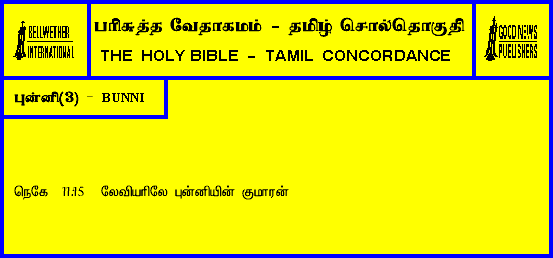 BELLWETHER
INTERNATIONAL
பரிசுத்த வேதாகமம் - தமிழ் சொல்தொகுதி
THE HOLY BIBLE - TAMIL CONCORDANCE
GOOD NEWS
PUBLISHERS
புன்னி(3) - BUNNI
நெகே 11:15 லேவியரிலே புன்னியின் குமாரன்